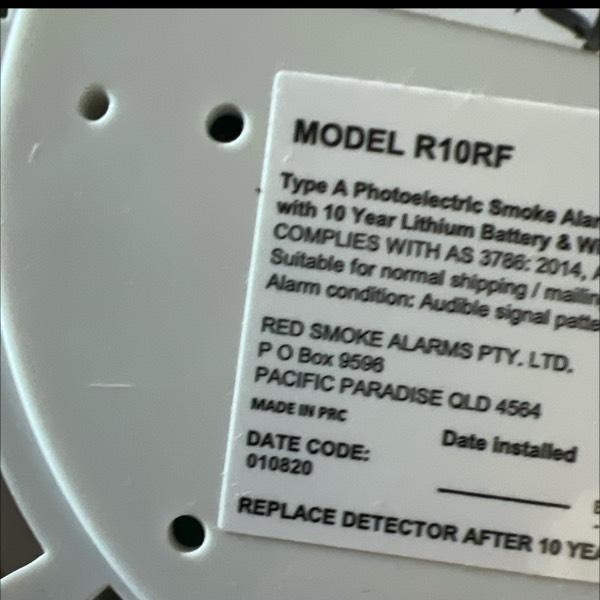 MODEL R10RF
Type A Photoelectric Smoke
with 10 Year Lithium Battery &
COMPLIES WITH AS 3786: 2014,
Suitable for normal shipping /
Alarm condition: Audible signal
RED SMOKE ALARMS PTY. LTD.
P O Box 9596
PACIFIC PARADISE QLD 4564
MADE IN PRC
DATE CODE:
010820
Date installed
REPLACE DETECTOR AFTER 10